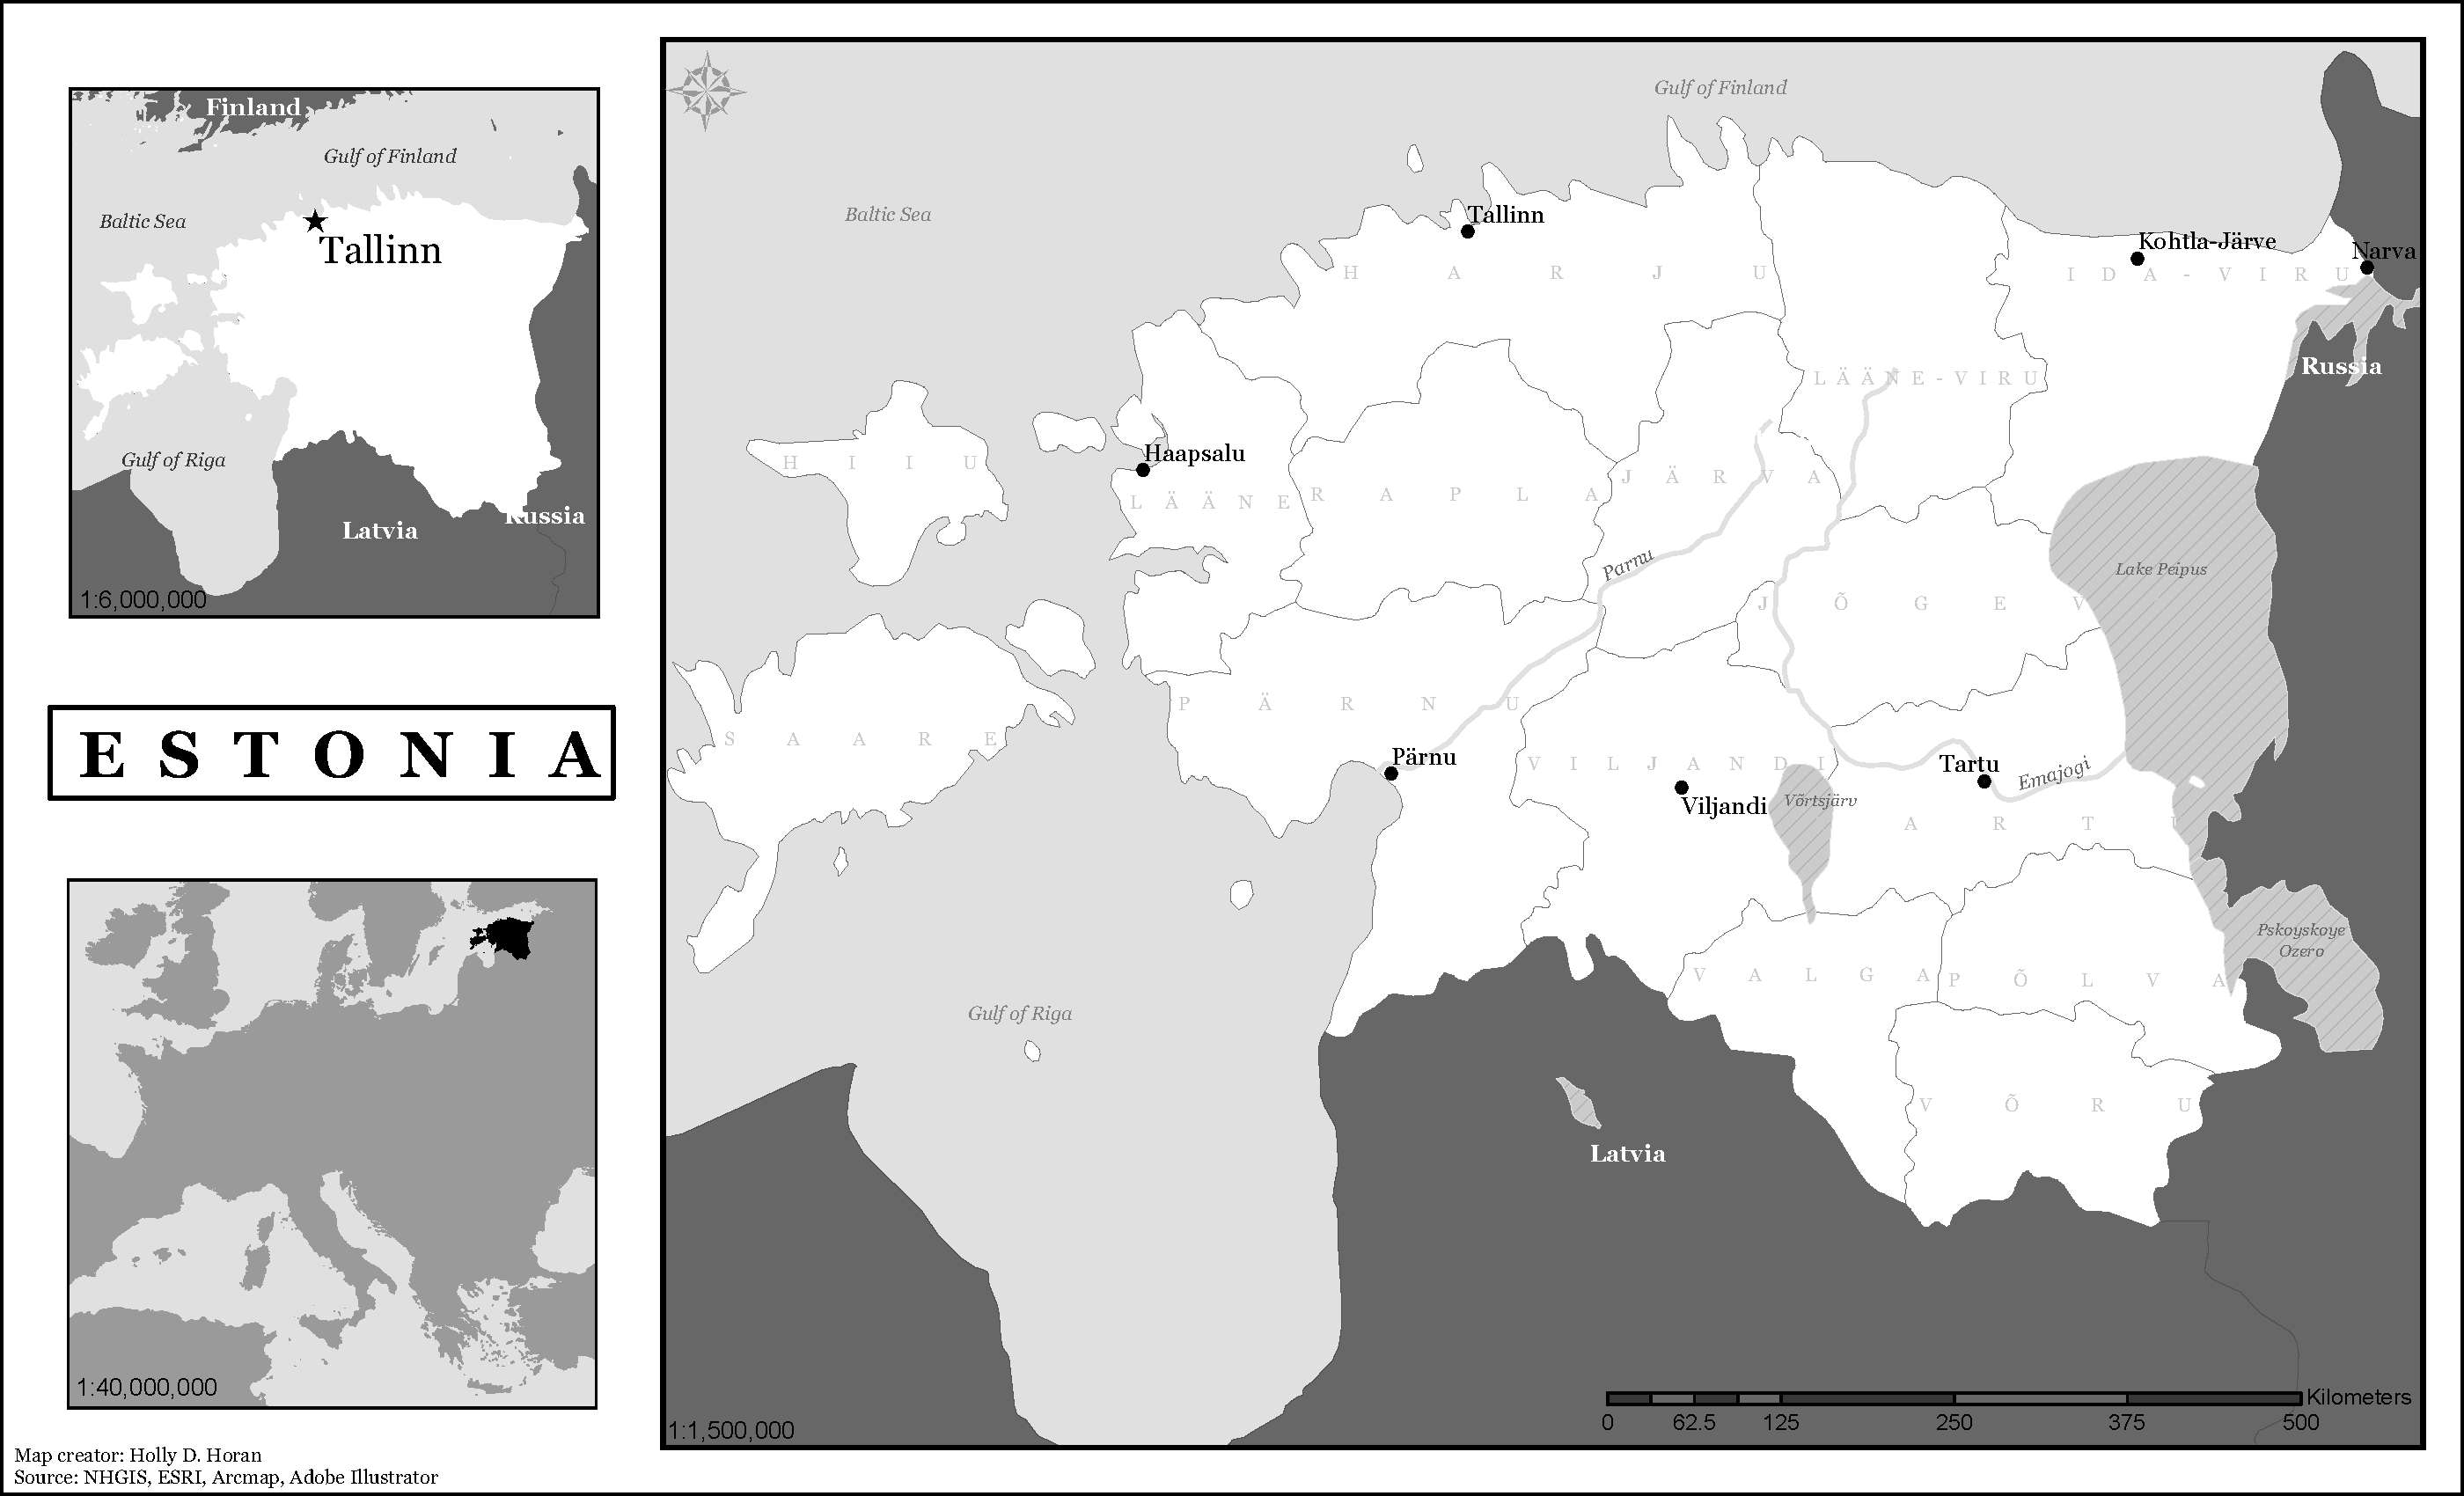 Finland
Gulf of Finland
Baltic Sea
Tallinn
Gulf of Riga
Latvia
Russia
1:6,000,000
ESTONIA
1:40,000,000
Map creator: Holly D. Horan
Source: NHGIS, ESRI, Arcmap, Adobe Illustrator
Gulf of Finland
Baltic Sea
Tallinn
Kohtla-Järve
Narva
HARJU
IDA-VIRU
Russia
LÄÄNE-VIRU
Haapsalu
HIIU
LÄÄNE
RAPLA
JÄRVA
Parnu
Lake Peipus
JÕGEV
PÄRNU
SAARE
Pärnu
VILJANDI
Tartu
Emajogi
Viljandi
Võrtsjärv
ARTU
Pskoyskoye
Ozero
VALGA
PÕLVA
Gulf of Riga
VÕRU
Latvia
Kilometers
0 62.5 125 250 375 500
1:1,500,000